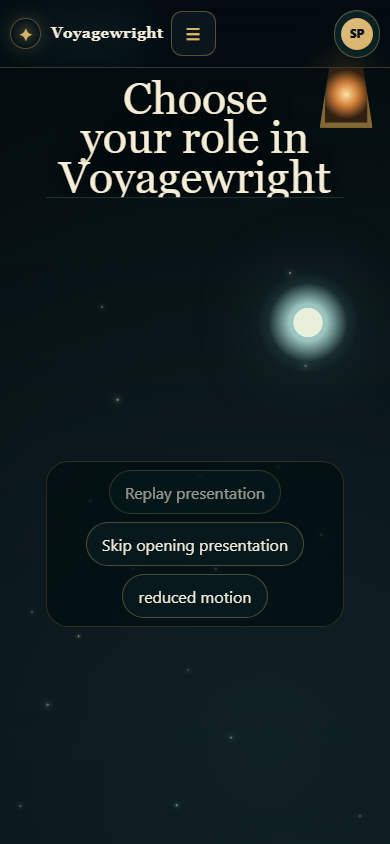 Voyagewright
SP
Choose
your role in
Voyagewright
Replay presentation
Skip opening presentation
reduced motion